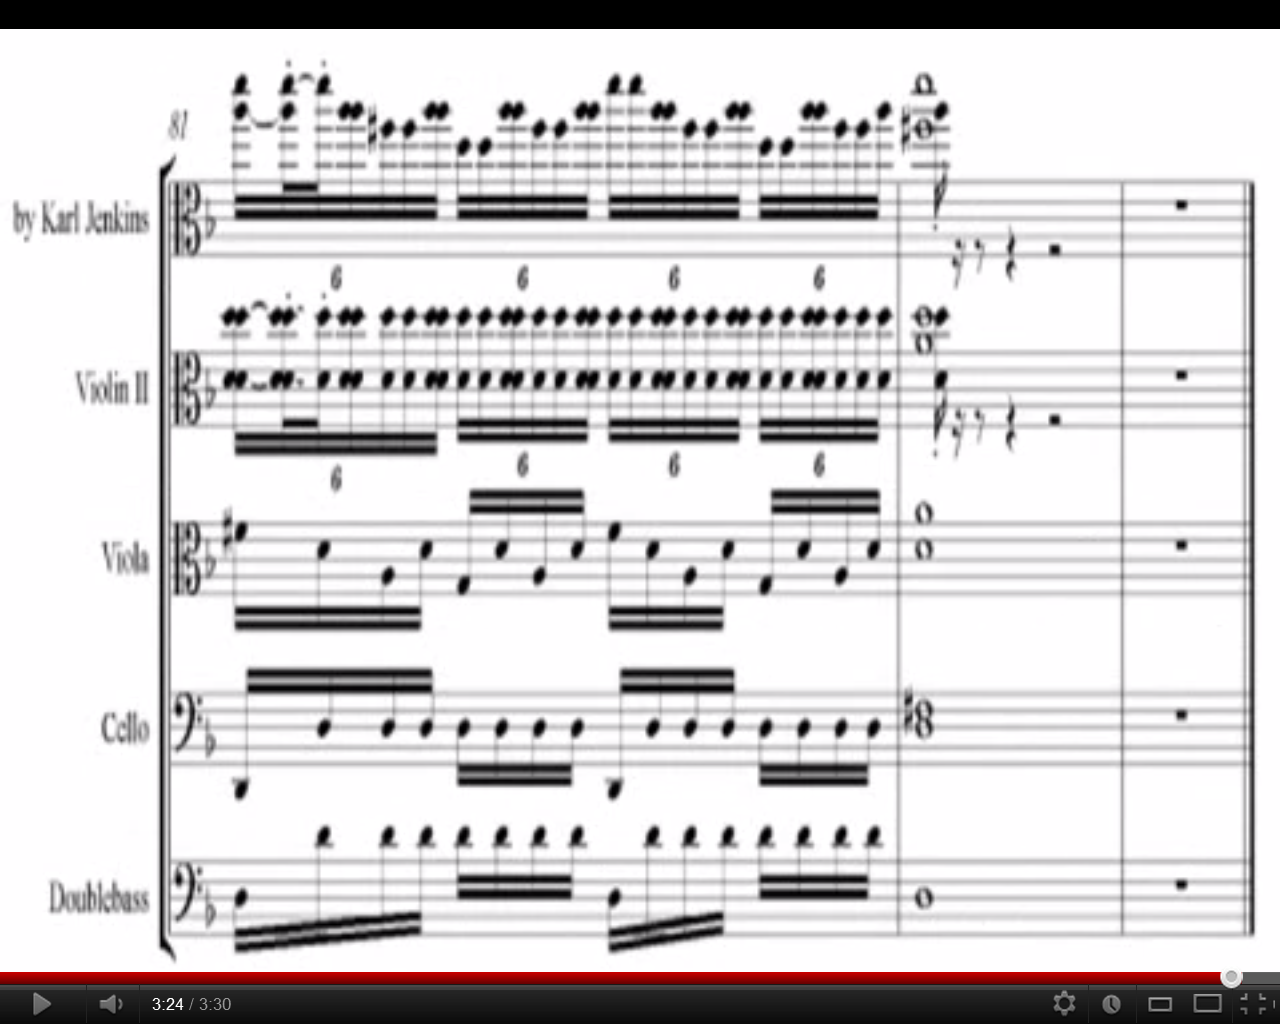 81
by Karl Jenkins
6 6 6 6
Violin II
6 6 6
6
Viola
Cello
Doublebass
3:24 / 3:30